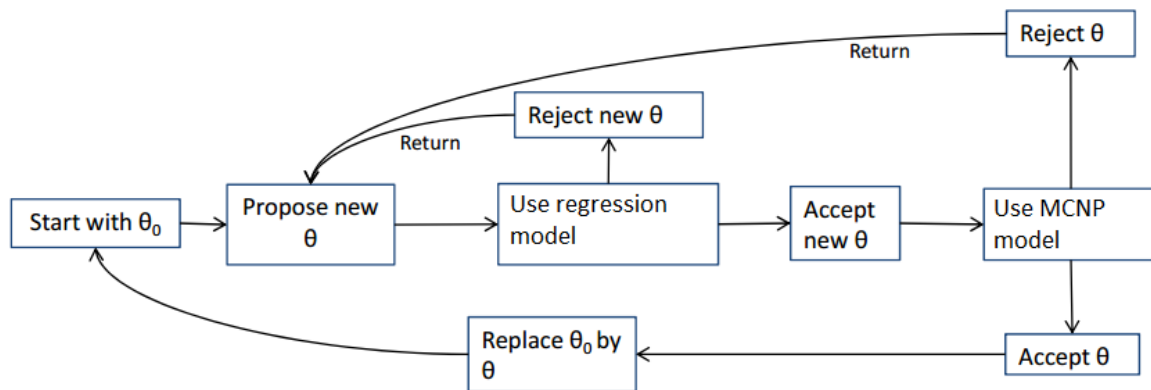 Reject θ
Return
Reject new θ
Return
Start with θ₀
Propose new
θ
Use regression
model
Accept
new θ
Use MCNP
model
Replace θ₀ by
θ
Accept θ